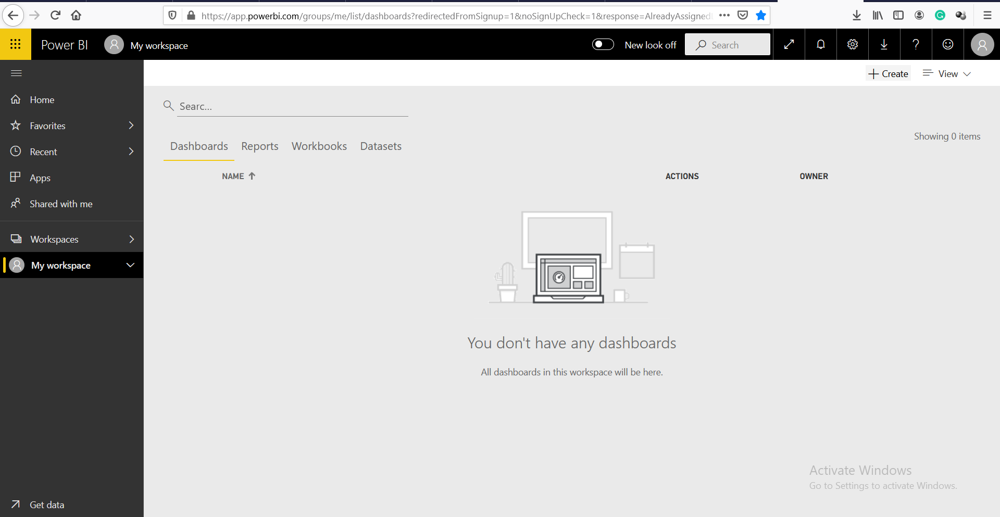 https://app.powerbi.com/groups/me/list/dashboards?redirectedFromSignup=1&noSignUpCheck=1&response=AlreadyAssigned
Power BI
My workspace
New look off
Search
Create
View
Home
Favorites
Recent
Apps
Shared with me
Workspaces
My workspace
Get data
Searc...
Showing 0 items
Dashboards Reports Workbooks Datasets
NAME ACTIONS OWNER
You don't have any dashboards
All dashboards in this workspace will be here.
Activate Windows
Go to Settings to activate Windows.